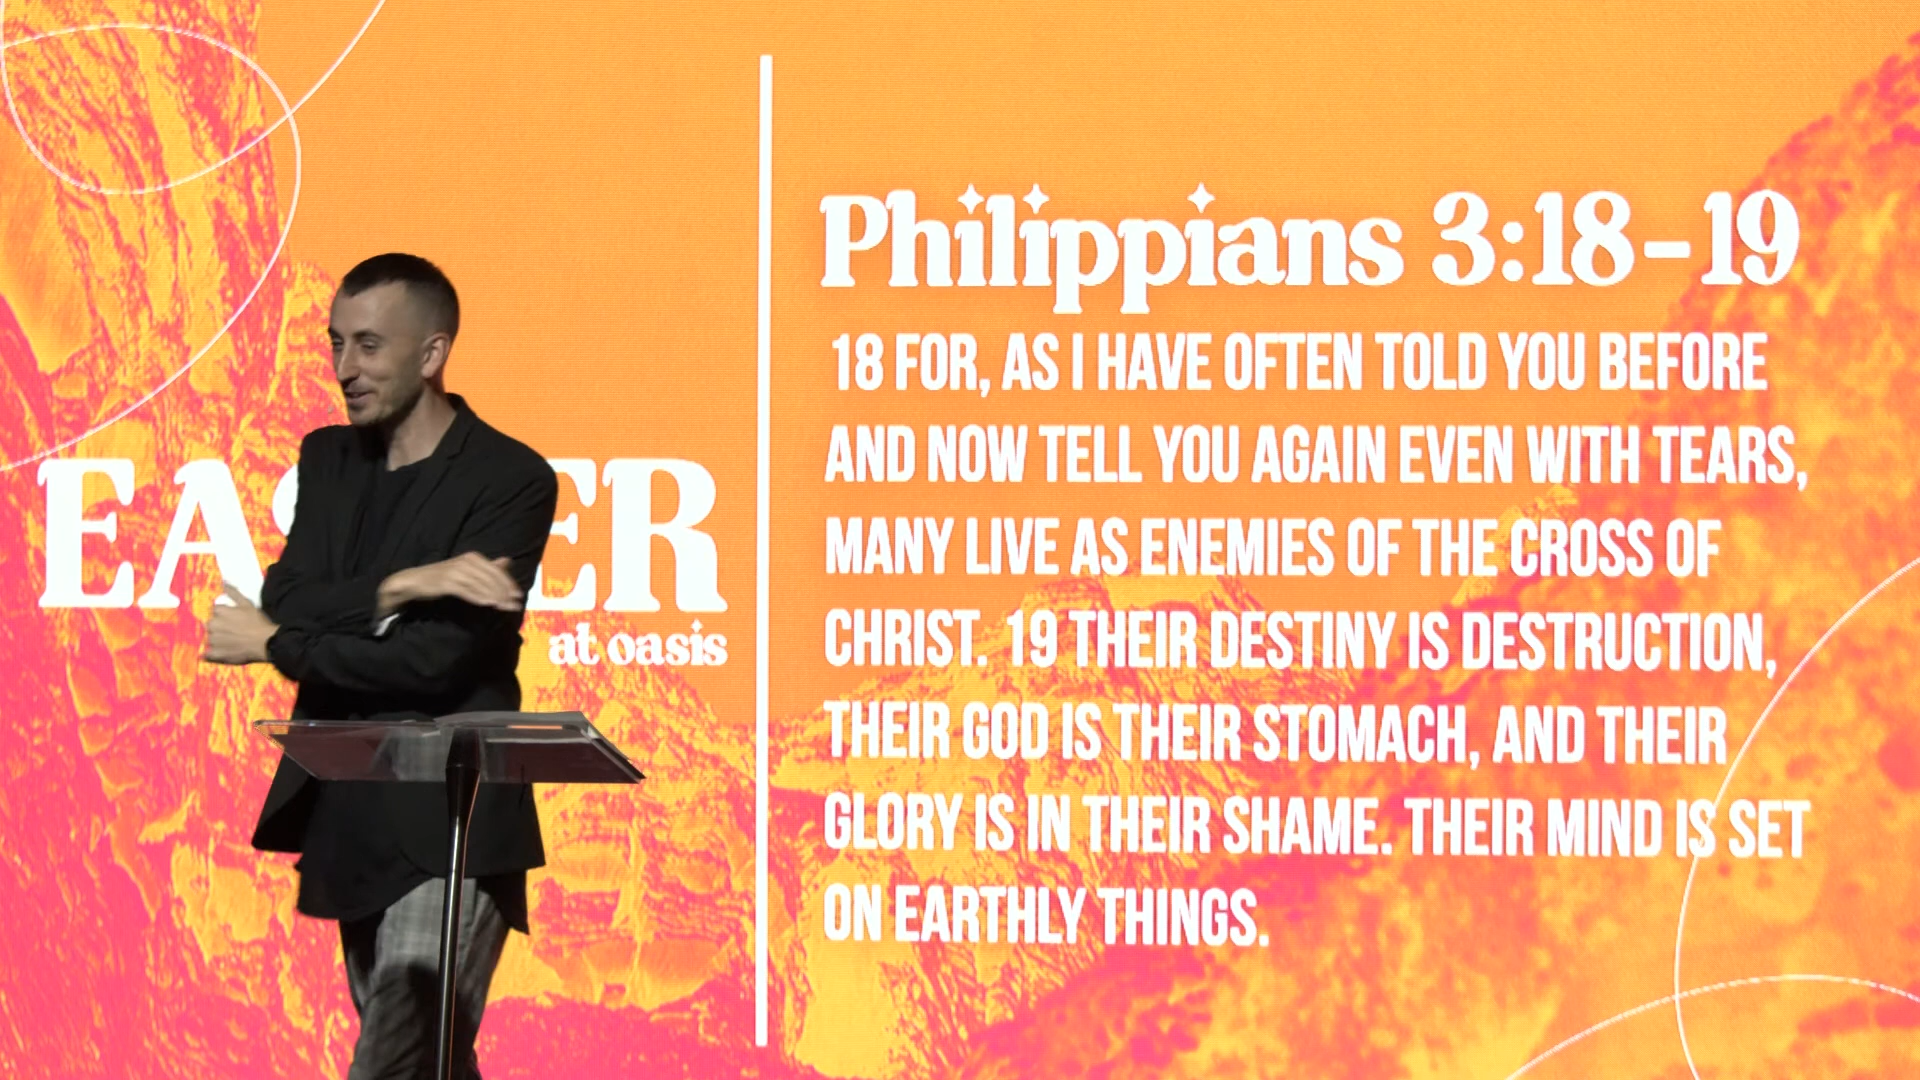 EASTER
at oasis
Philippians 3:18-19
18 FOR, AS I HAVE OFTEN TOLD YOU BEFORE
AND NOW TELL YOU AGAIN EVEN WITH TEARS,
MANY LIVE AS ENEMIES OF THE CROSS OF
CHRIST. 19 THEIR DESTINY IS DESTRUCTION,
THEIR GOD IS THEIR STOMACH, AND THEIR
GLORY IS IN THEIR SHAME. THEIR MIND IS SET
ON EARTHLY THINGS.